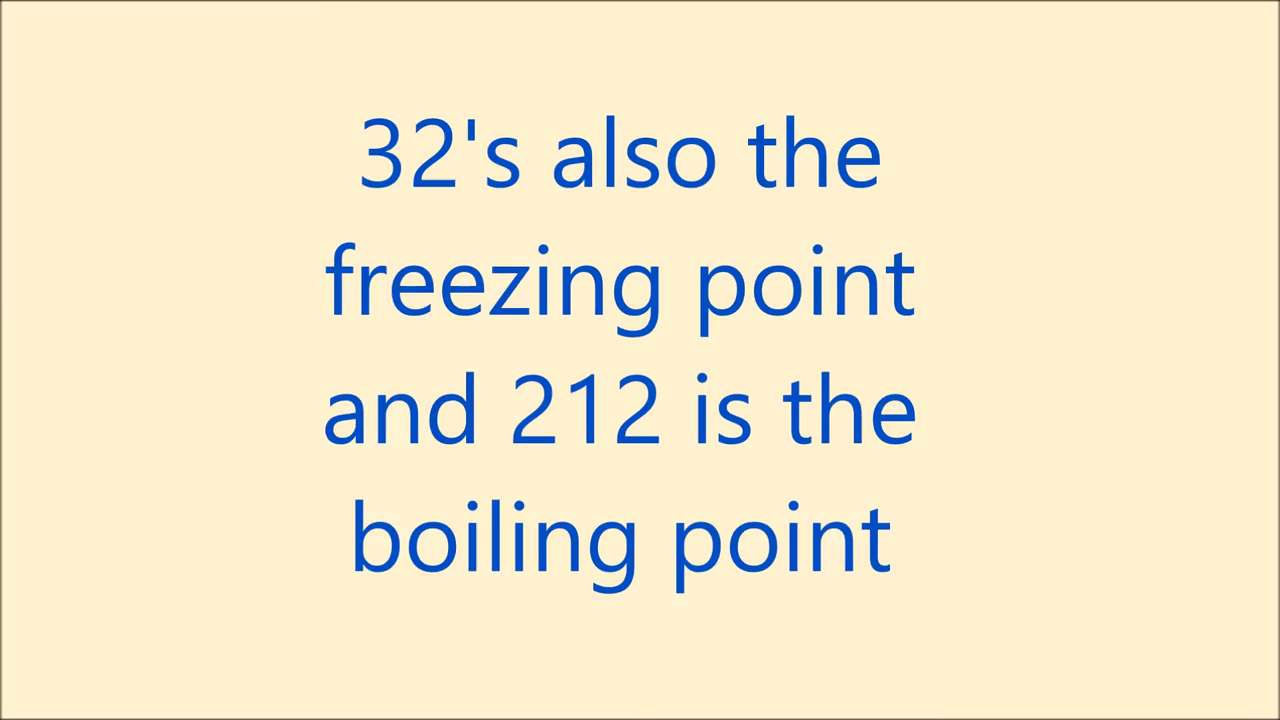 32's also the
freezing point
and 212 is the
boiling point